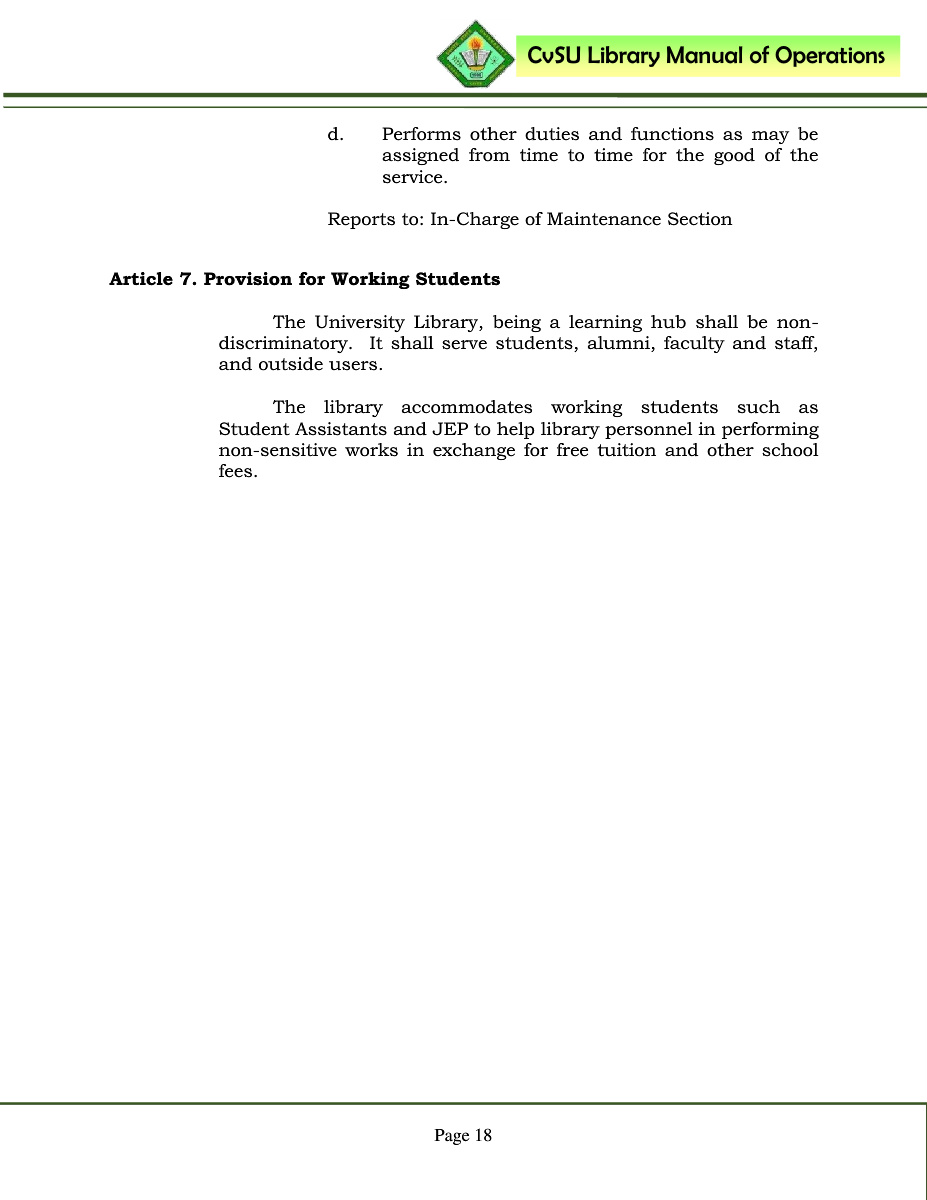 CvSU Library Manual of Operations
d. Performs other duties and functions as may be
assigned from time to time for the good of the
service.
Reports to: In-Charge of Maintenance Section
Article 7. Provision for Working Students
The University Library, being a learning hub shall be non-
discriminatory. It shall serve students, alumni, faculty and staff,
and outside users.
The library accommodates working students such as
Student Assistants and JEP to help library personnel in performing
non-sensitive works in exchange for free tuition and other school
fees.
Page 18